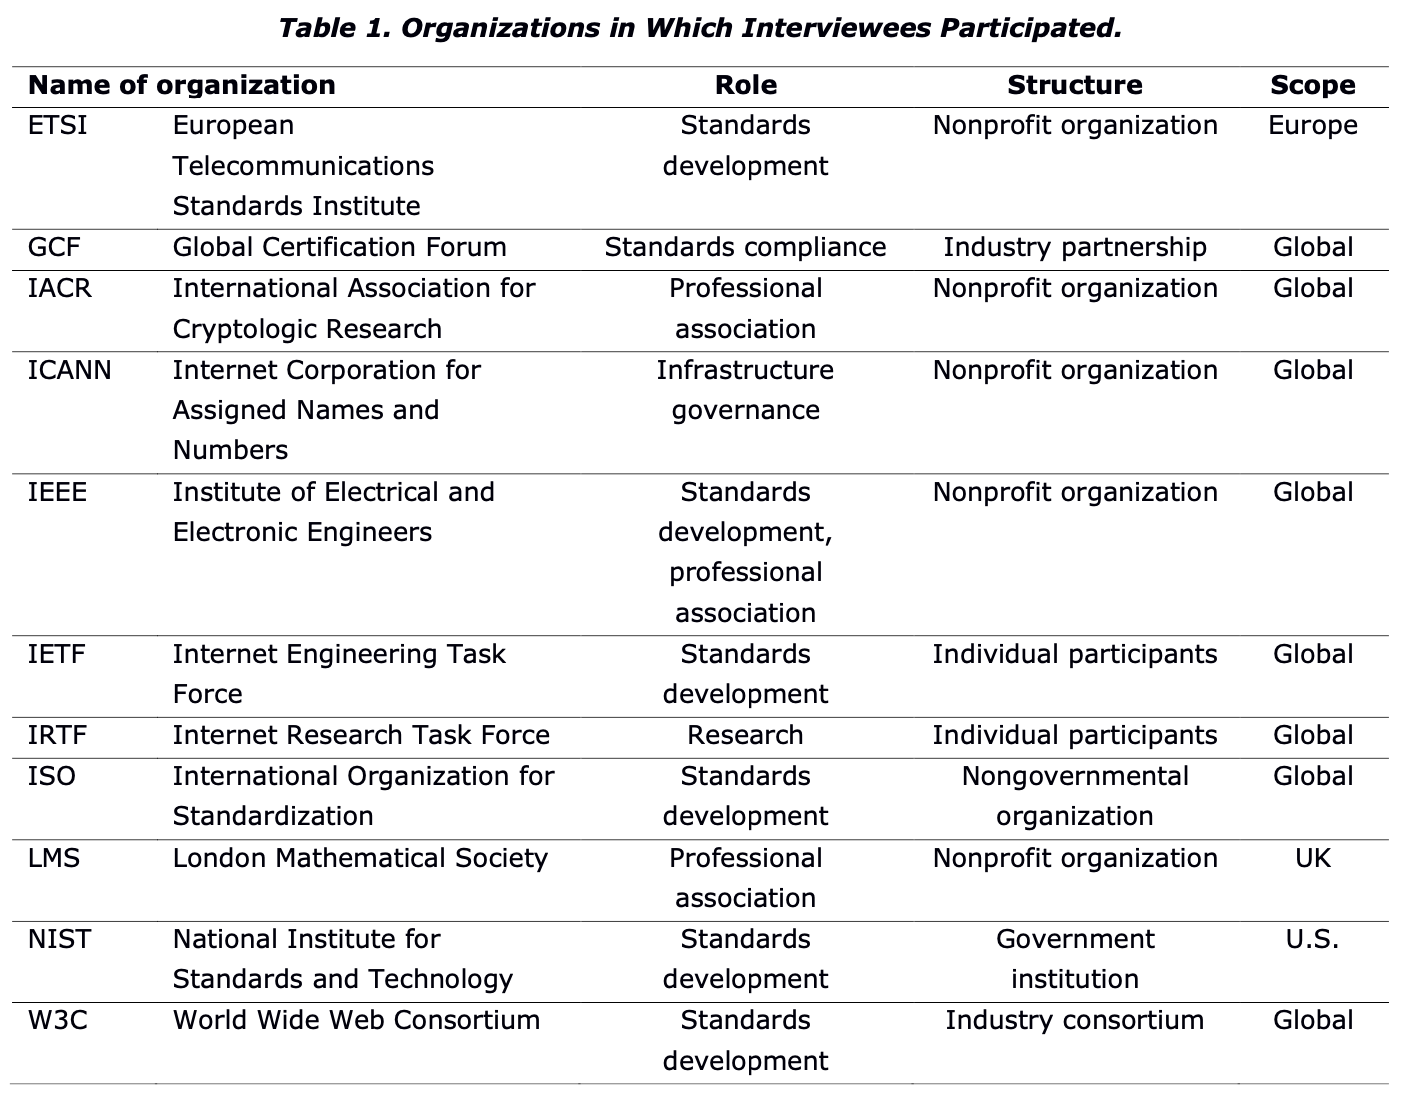 Table 1. Organizations in Which Interviewees Participated.
Name of organization Role Structure Scope
ETSI European Standards Nonprofit organization Europe
Telecommunications development
Standards Institute
GCF Global Certification Forum Standards compliance Industry partnership Global
IACR International Association for Professional Nonprofit organization Global
Cryptologic Research association
ICANN Internet Corporation for Infrastructure Nonprofit organization Global
Assigned Names and governance
Numbers
IEEE Institute of Electrical and Standards Nonprofit organization Global
Electronic Engineers development,
professional
association
IETF Internet Engineering Task Standards Individual participants Global
Force development
IRTF Internet Research Task Force Research Individual participants Global
ISO International Organization for Standards Nongovernmental Global
Standardization development organization
LMS London Mathematical Society Professional Nonprofit organization UK
association
NIST National Institute for Standards Government U.S.
Standards and Technology development institution
W3C World Wide Web Consortium Standards Industry consortium Global
development